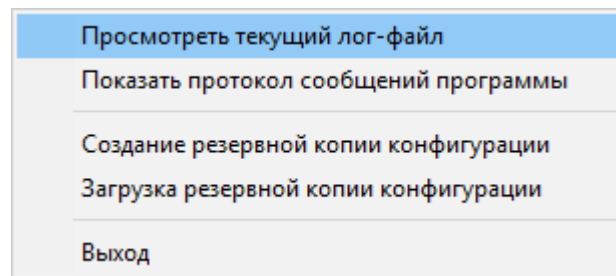 Просмотреть текущий лог-файл
Показать протокол сообщений программы
Создание резервной копии конфигурации
Загрузка резервной копии конфигурации
Выход